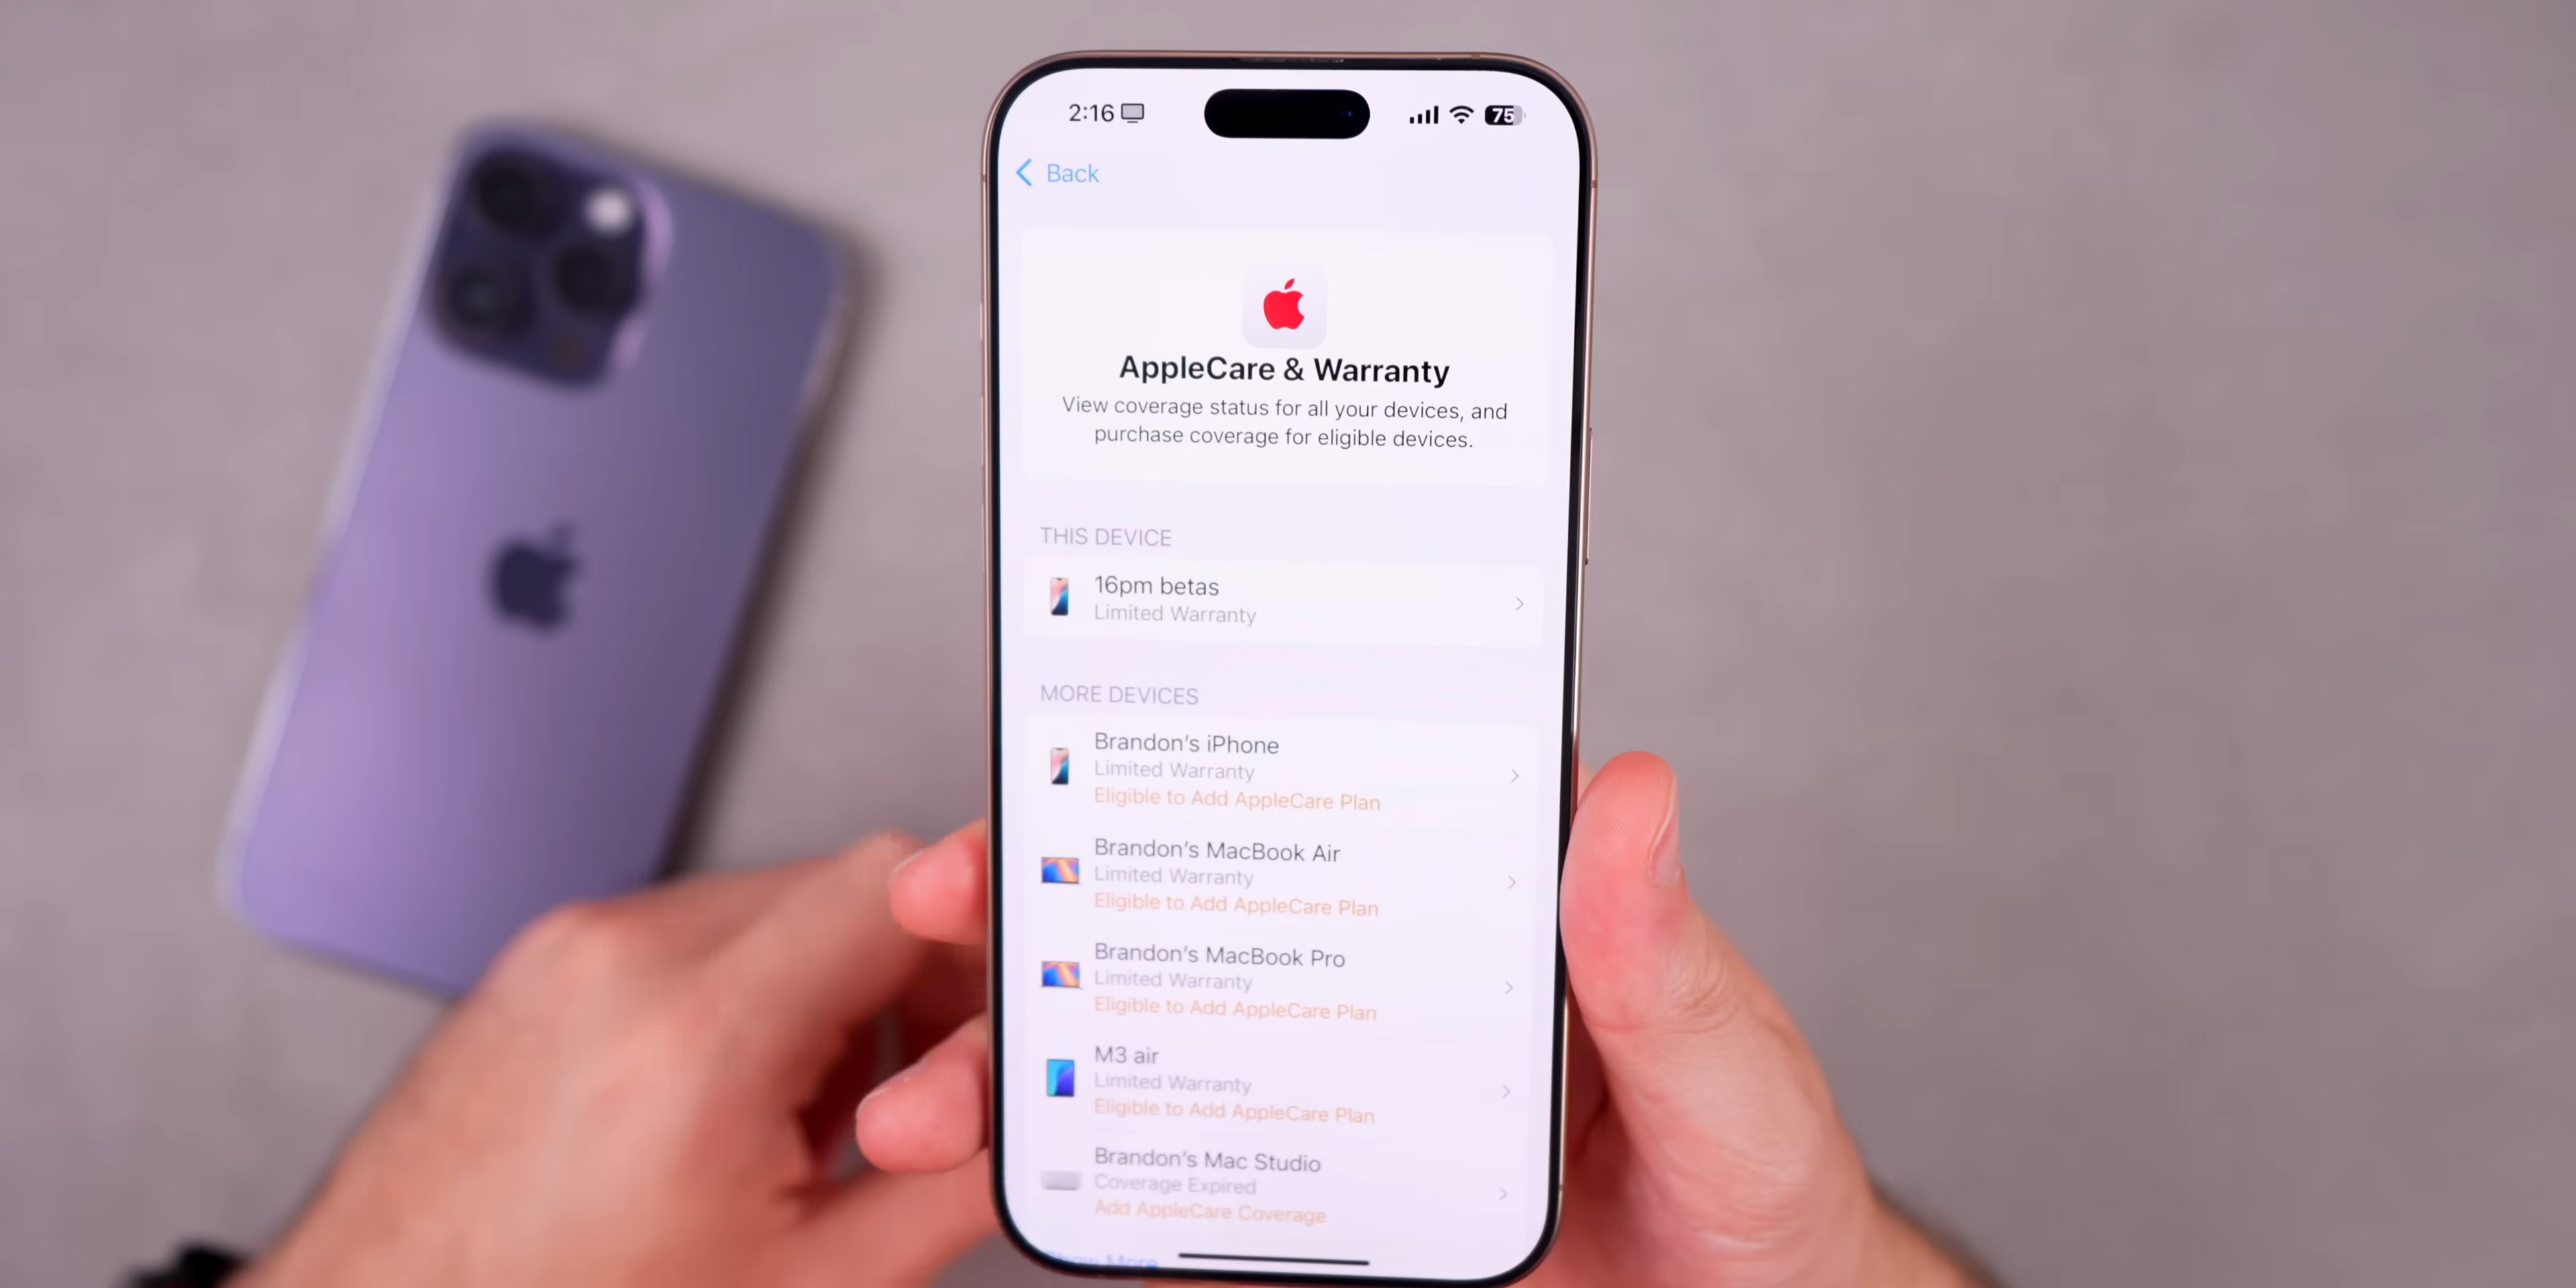 2:16
75
Back
AppleCare & Warranty
View coverage status for all your devices, and
purchase coverage for eligible devices.
THIS DEVICE
16pm betas
Limited Warranty
MORE DEVICES
Brandon's iPhone
Limited Warranty
Eligible to Add AppleCare Plan
Brandon's MacBook Air
Limited Warranty
Eligible to Add AppleCare Plan
Brandon's MacBook Pro
Limited Warranty
Eligible to Add AppleCare Plan
M3 air
Limited Warranty
Eligible to Add AppleCare Plan
Brandon's Mac Studio
Coverage Expired
Add AppleCare Coverage
Show More